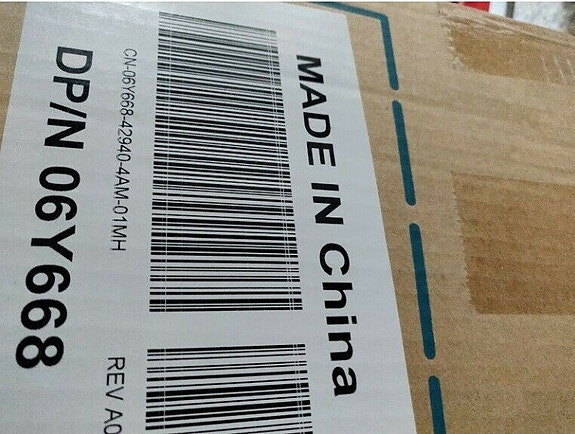 MADE IN China
CN-06Y668-42940-4AM-01MH
DP/N 06Y668
REV A0